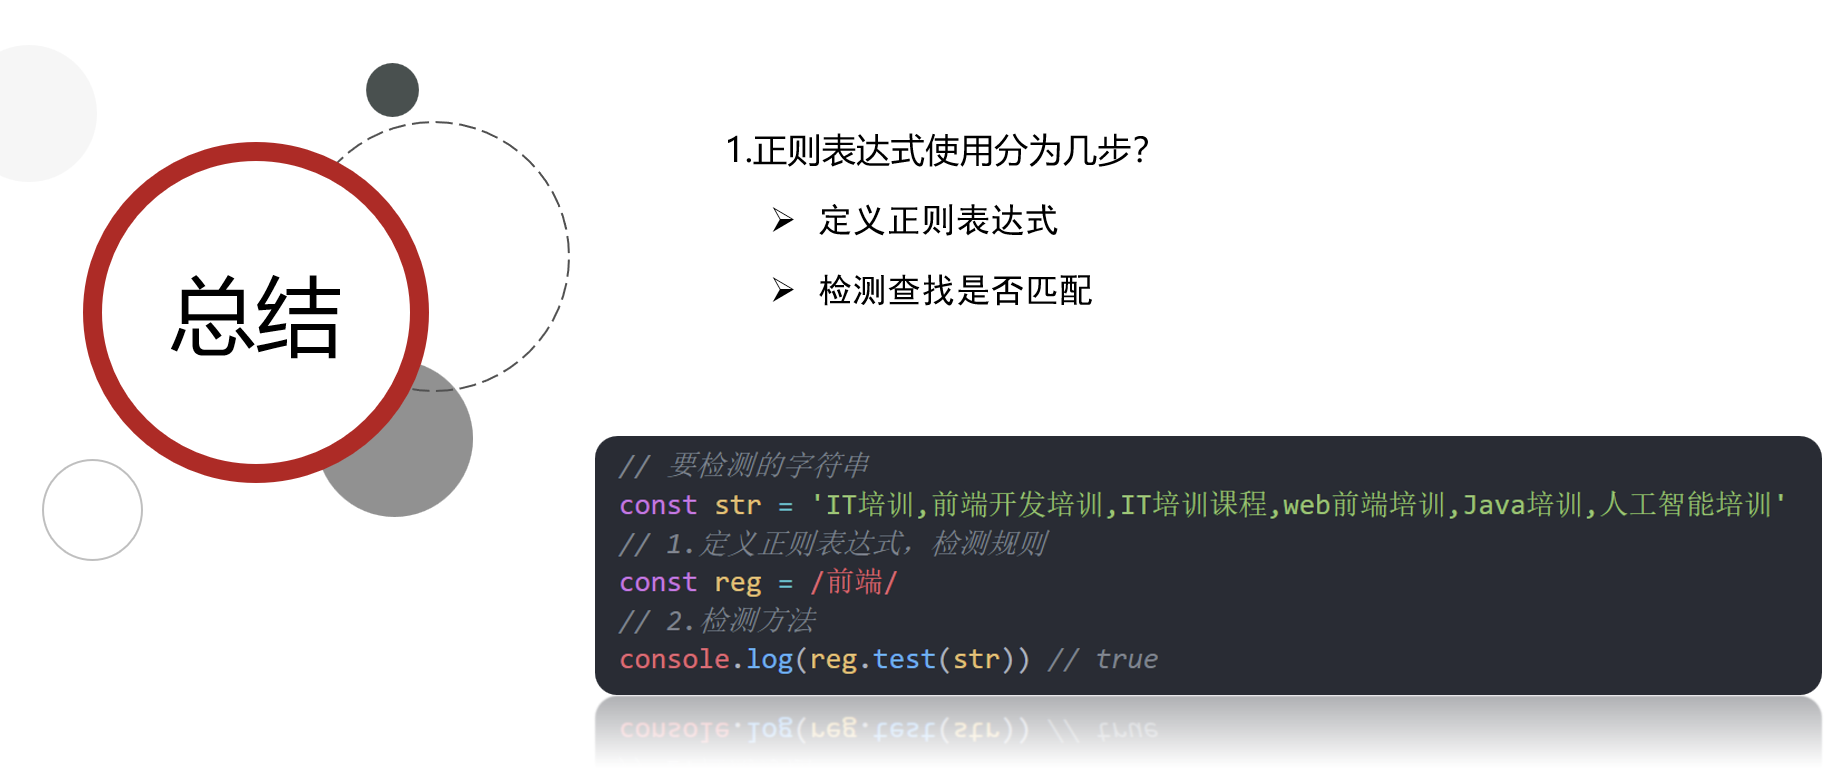 总结
1.正则表达式使用分为几步？
➢ 定义正则表达式
➢ 检测查找是否匹配
// 要检测的字符串
const str = 'IT培训,前端开发培训,IT培训课程,web前端培训,Java培训,人工智能培训'
// 1.定义正则表达式，检测规则
const reg = /前端/
// 2.检测方法
console.log(reg.test(str)) // true